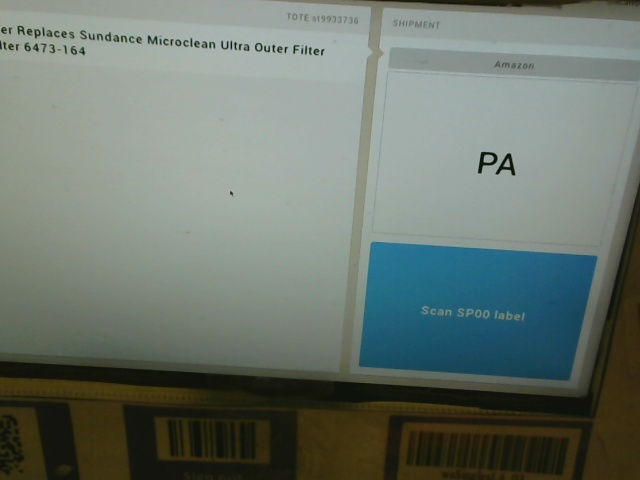 TOTE st9933736
er Replaces Sundance Microclean Ultra Outer Filter
lter 6473-164
SHIPMENT
Amazon
PA
Scan SP00 label